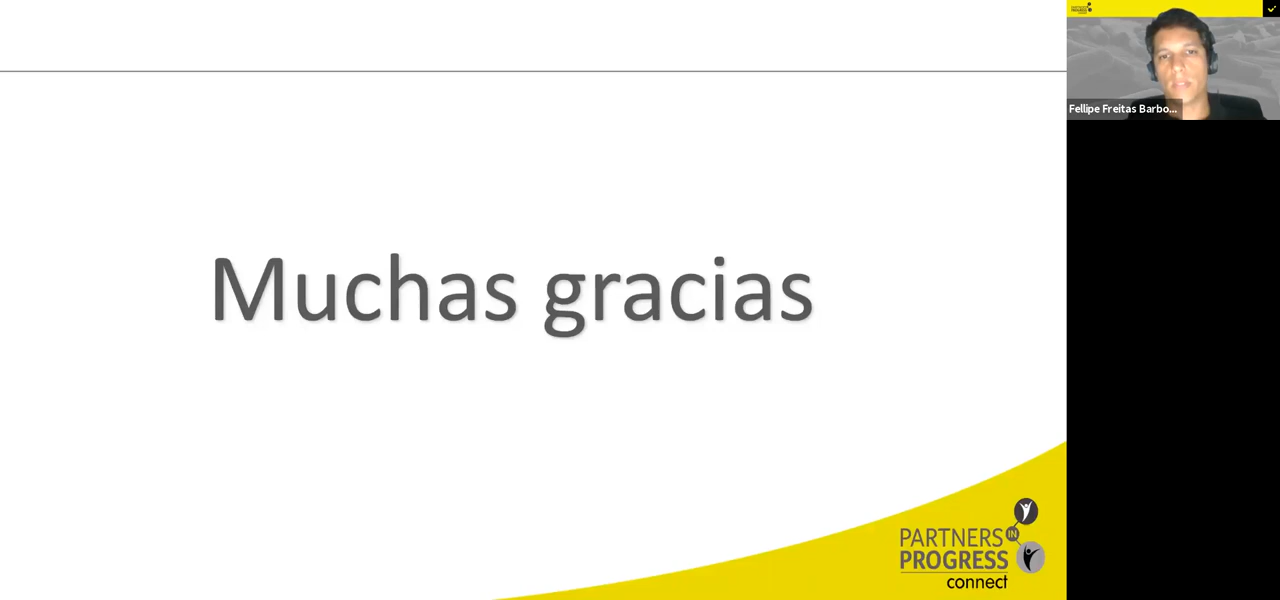 Muchas gracias
Fellipe Freitas Barbo...
PARTNERS
IN
PROGRESS
connect